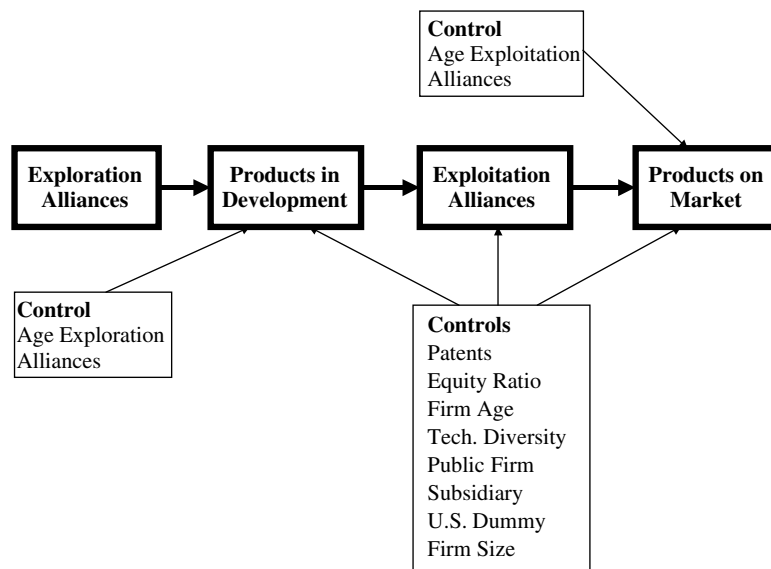 Control
Age Exploitation
Alliances
Exploration
Alliances
Products in
Development
Exploitation
Alliances
Products on
Market
Control
Age Exploration
Alliances
Controls
Patents
Equity Ratio
Firm Age
Tech. Diversity
Public Firm
Subsidiary
U.S. Dummy
Firm Size